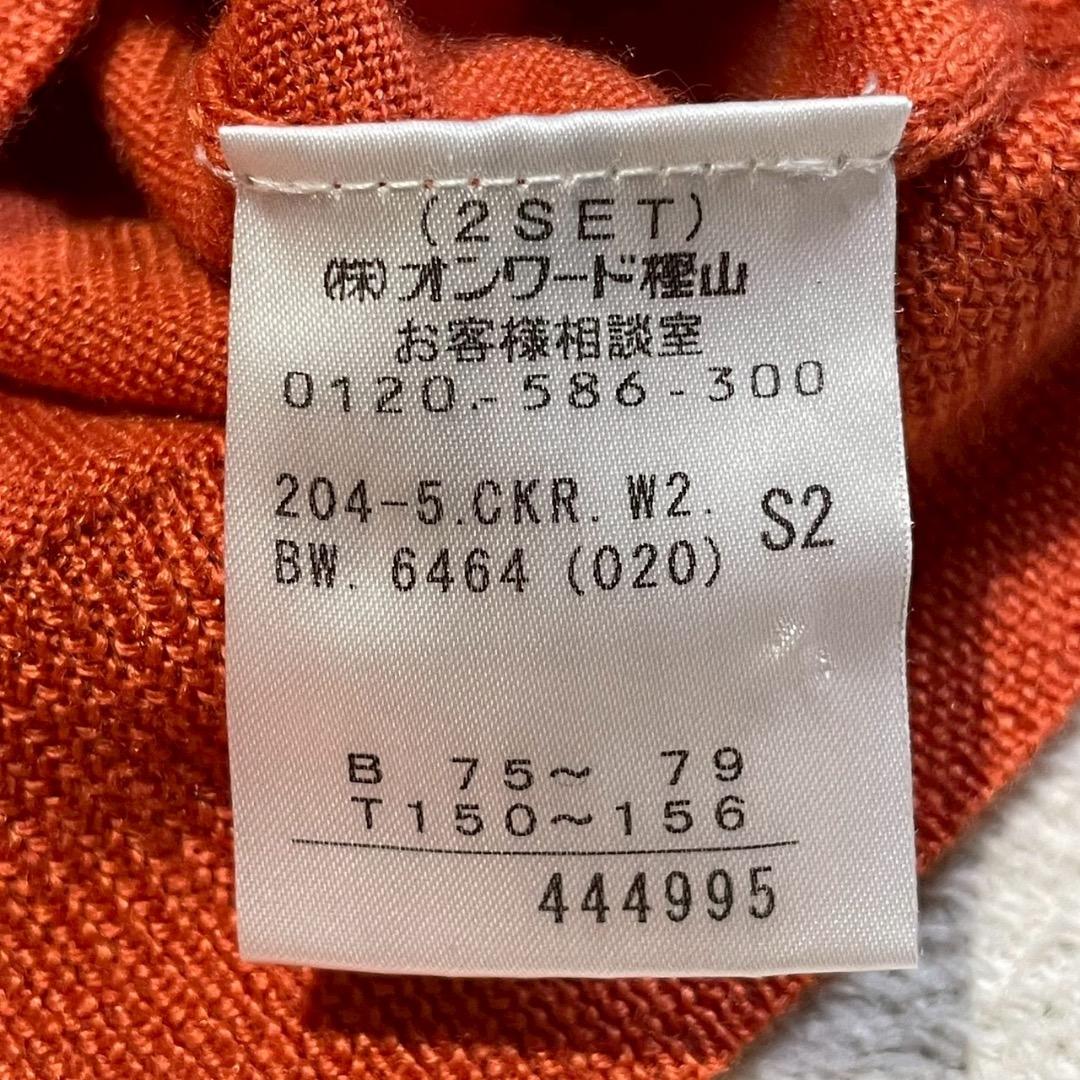 (2SET)
(株)オンワード樫山
お客様相談室
0120-586-300
204-5.CKR.W2. S2
BW. 6464 (020)
B 75～ 79
T150～156
444995